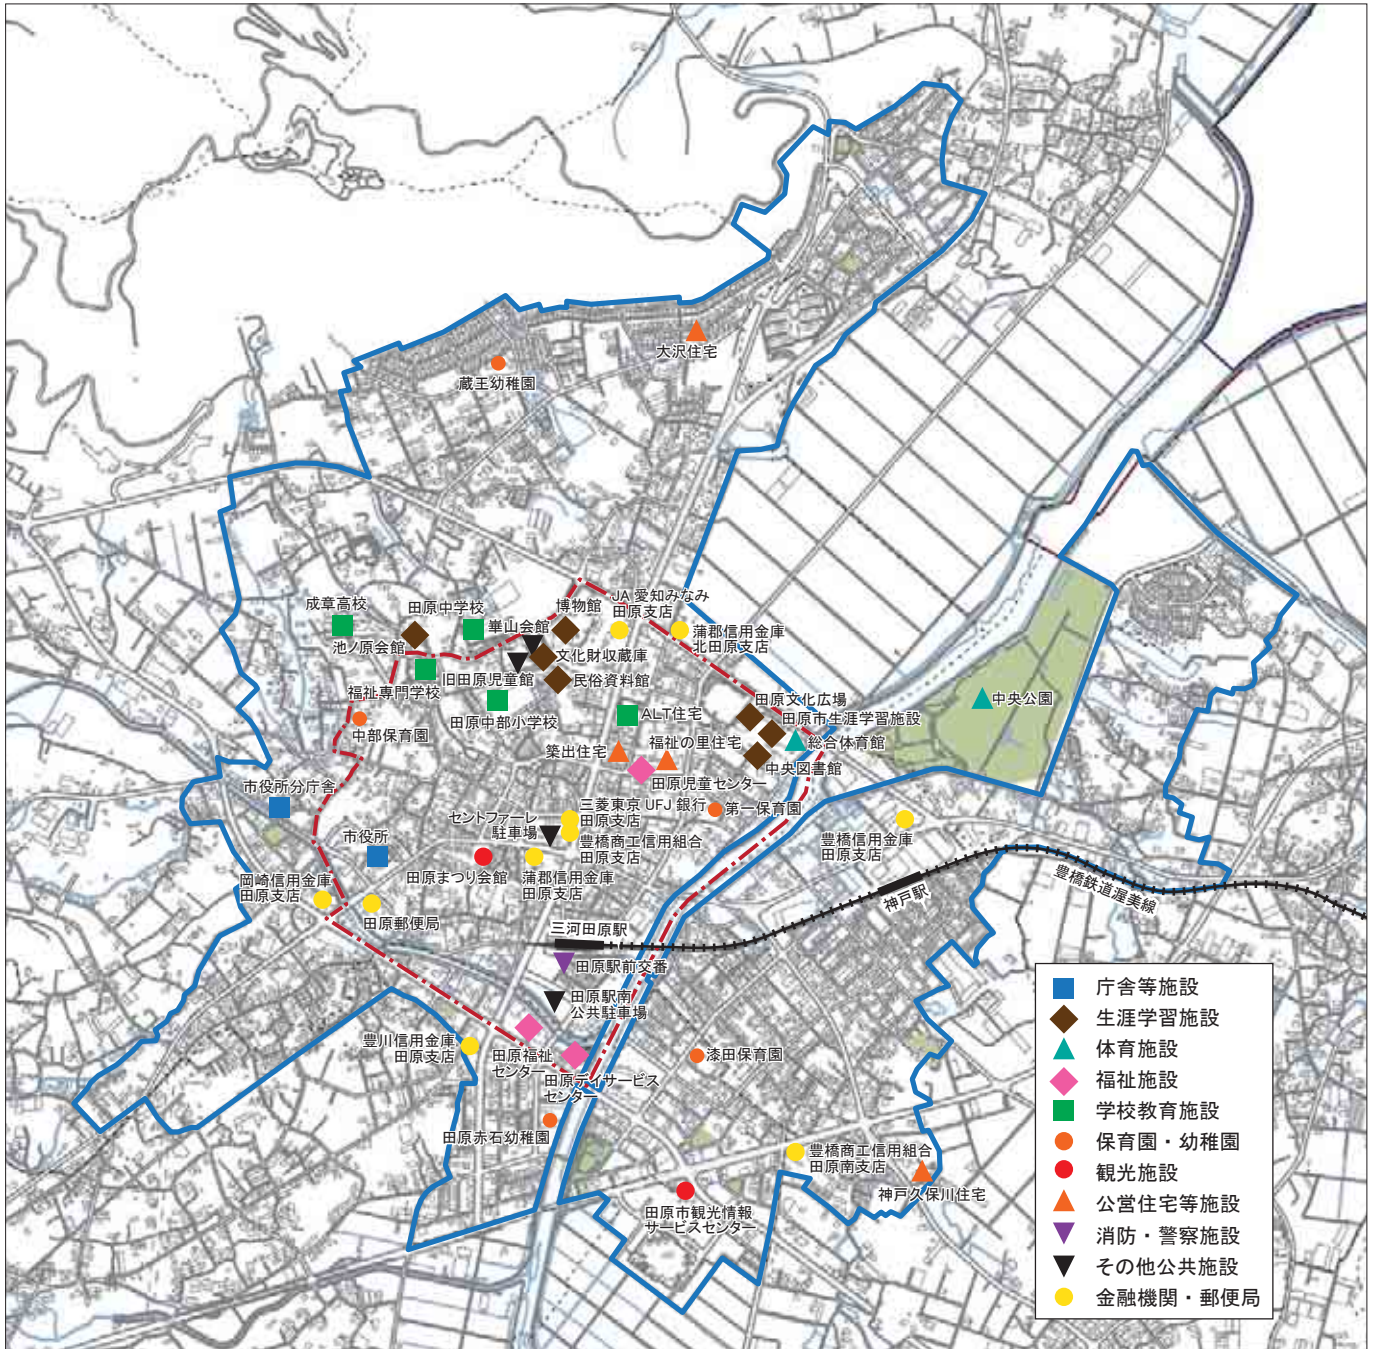 大沢住宅
蔵王幼稚園
成章高校
田原中学校
博物館
JA 愛知みなみ
田原支店
崋山会館
蒲郡信用金庫
北田原支店
池ノ原会館
文化財収蔵庫
旧田原児童館
民俗資料館
福祉専門学校
田原中部小学校
ALT住宅
田原文化広場
田原市生涯学習施設
中央公園
中部保育園
築出住宅
福祉の里住宅
総合体育館
中央図書館
田原児童センター
市役所分庁舎
セントファーレ
駐車場
三菱東京 UFJ 銀行
田原支店
第一保育園
市役所
豊橋商工信用組合
田原支店
豊橋信用金庫
田原支店
田原まつり会館
蒲郡信用金庫
田原支店
岡崎信用金庫
田原支店
田原郵便局
神戸駅
豊橋鉄道渥美線
三河田原駅
田原駅前交番
田原駅南
公共駐車場
豊川信用金庫
田原支店
田原福祉
センター
漆田保育園
田原デイサービス
センター
田原赤石幼稚園
豊橋商工信用組合
田原南支店
神戸久保川住宅
田原市観光情報
サービスセンター
庁舎等施設
生涯学習施設
体育施設
福祉施設
学校教育施設
保育園・幼稚園
観光施設
公営住宅等施設
消防・警察施設
その他公共施設
金融機関・郵便局